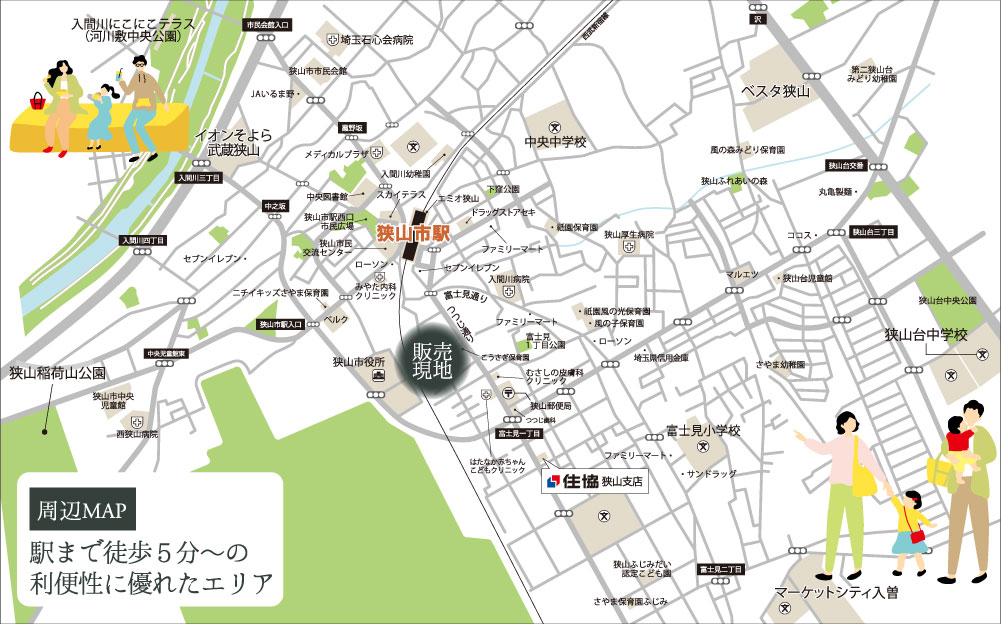 入間川にこにこテラス
(河川敷中央公園)
市民会館入口
埼玉石心会病院
狭山市市民会館
JAいるま野
西武新宿線
沢
第二狭山台
みどり幼稚園
ベスタ狭山
イオンそよら
武蔵狭山
鵜野坂
メディカルプラザ
入間川幼稚園
中央中学校
風の森みどり保育園
狭山台交番
入間川三丁目
中央図書館
スカイテラス
エミオ狭山
下窪公園
狭山ふれあいの森
丸亀製麺
中之坂
狭山市駅西口
市民広場
ドラッグストアセキ
狭山市駅
祇園保育園
狭山厚生病院
コロス
狭山台三丁目
入間川四丁目
狭山市民
交流センター
ファミリーマート
セブンイレブン
ローソン
セブンイレブン
みやた内科
クリニック
入間川病院
マルエツ
狭山台児童館
ニチイキッズさやま保育園
富士見通り
つつじ通り
狭山台中央公園
ベルク
狭山市駅入口
祇園風の光保育園
風の子保育園
ファミリーマート
富士見
1丁目公園
ローソン
狭山台中学校
中央児童館東
販売
現地
こうさぎ保育園
埼玉県信用金庫
さやま幼稚園
狭山稲荷山公園
狭山市役所
むさしの皮膚科
クリニック
狭山市中央
児童館
狭山郵便局
つつじ歯科
西狭山病院
富士見一丁目
富士見小学校
はたなか赤ちゃん
こどもクリニック
ファミリーマート
サンドラッグ
住協 狭山支店
周辺MAP
駅まで徒歩5分〜の
利便性に優れたエリア
狭山ふじみだい
認定こども園
富士見二丁目
さやま保育園ふじみ
マーケットシティ入曽